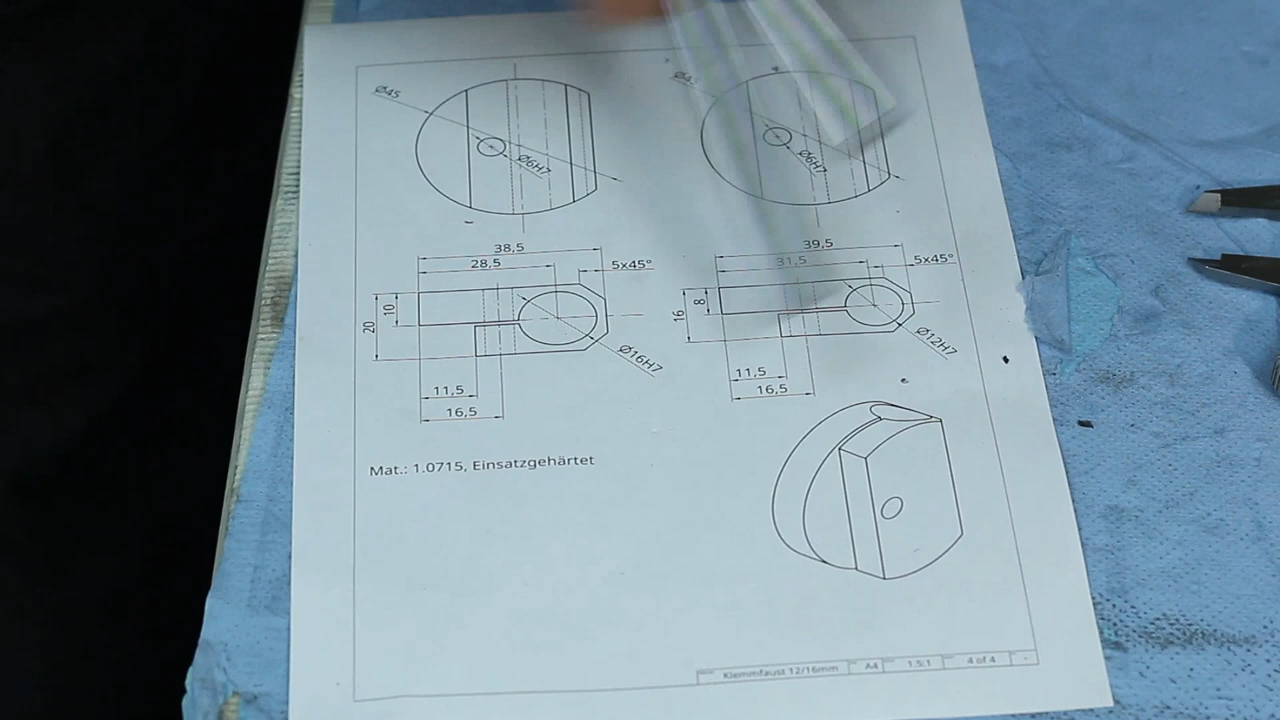 Ø45
Ø6H7
Ø6H7
38,5
28,5
5x45°
10
20
Ø16H7
11,5
16,5
39,5
31,5
5x45°
8
16
Ø12H7
11,5
16,5
Mat.: 1.0715, Einsatzgehärtet
Klemmfaust 12/16mm A4 1.5:1 4 of 4 -